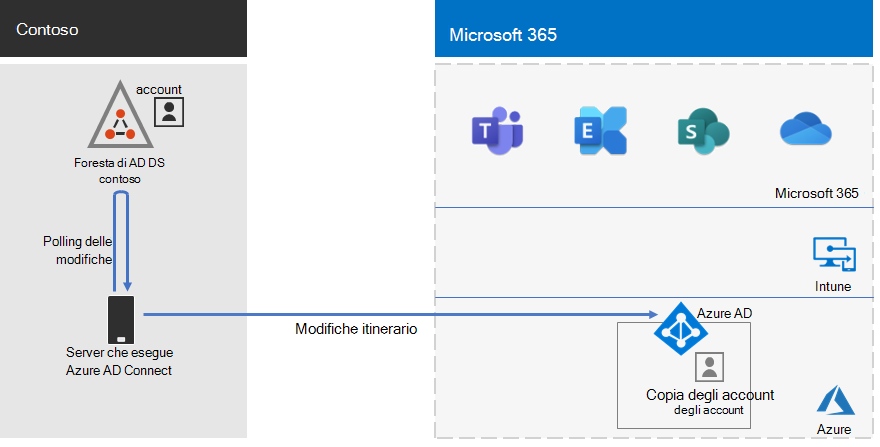 Contoso
Microsoft 365
account
Foresta di AD DS
contoso
Polling delle
modifiche
Server che esegue
Azure AD Connect
Modifiche itinerario
T
E
S
Microsoft 365
Intune
Azure AD
Copia degli account
degli account
Azure